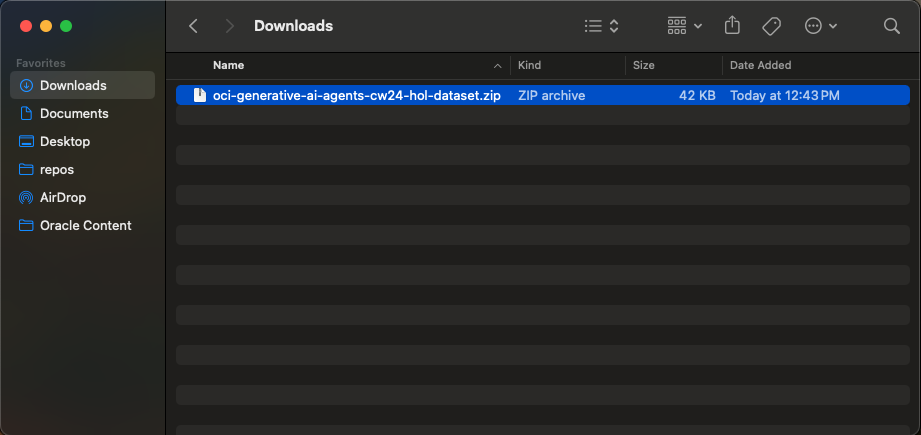 Downloads
Favorites
Downloads
Documents
Desktop
repos
AirDrop
Oracle Content
Name Kind Size Date Added
oci-generative-ai-agents-cw24-hol-dataset.zip ZIP archive 42 KB Today at 12:43 PM